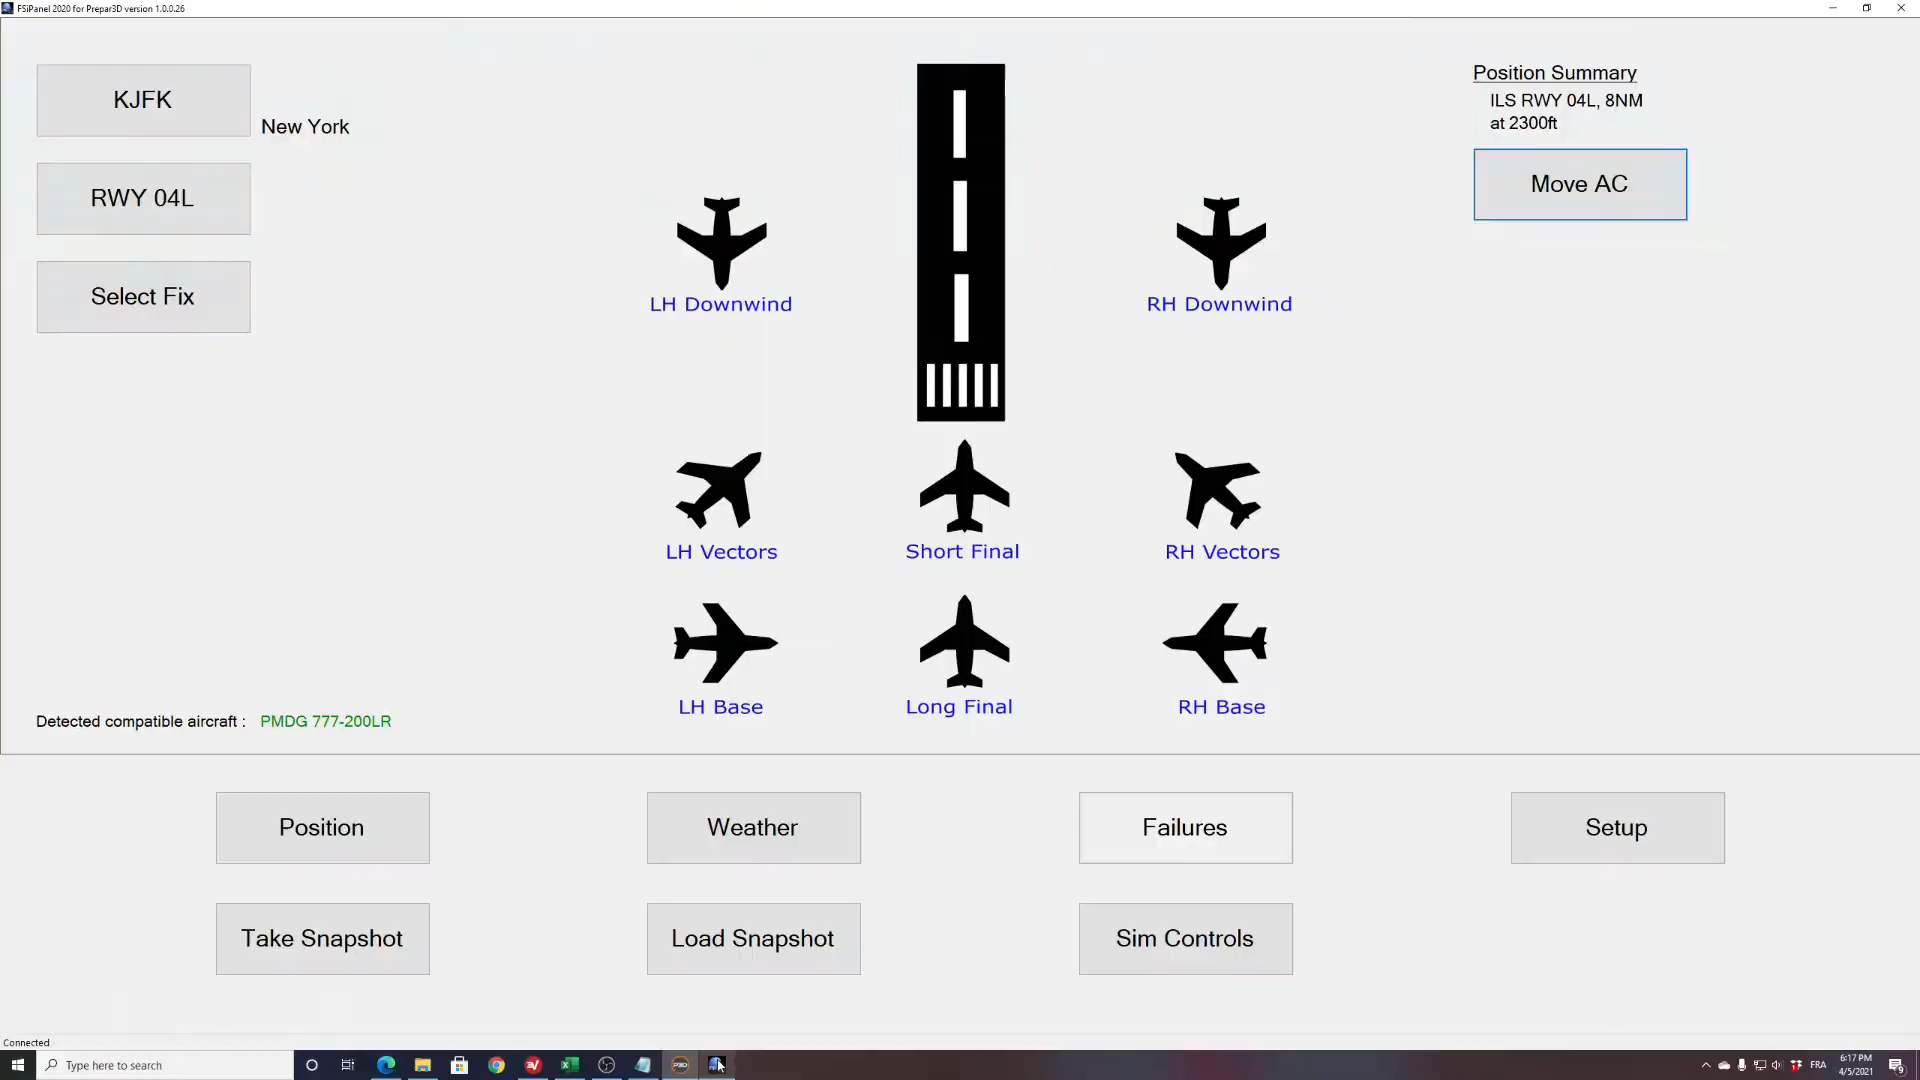 FSiPanel 2020 for Prepar3D version 1.0.0.26
KJFK
New York
RWY 04L
Select Fix
Position Summary
ILS RWY 04L, 8NM
at 2300ft
Move AC
LH Downwind
RH Downwind
LH Vectors
Short Final
RH Vectors
LH Base
Long Final
RH Base
Detected compatible aircraft : PMDG 777-200LR
Position
Weather
Failures
Setup
Take Snapshot
Load Snapshot
Sim Controls
Connected
Type here to search
P3D
FRA
6:17 PM
4/5/2021